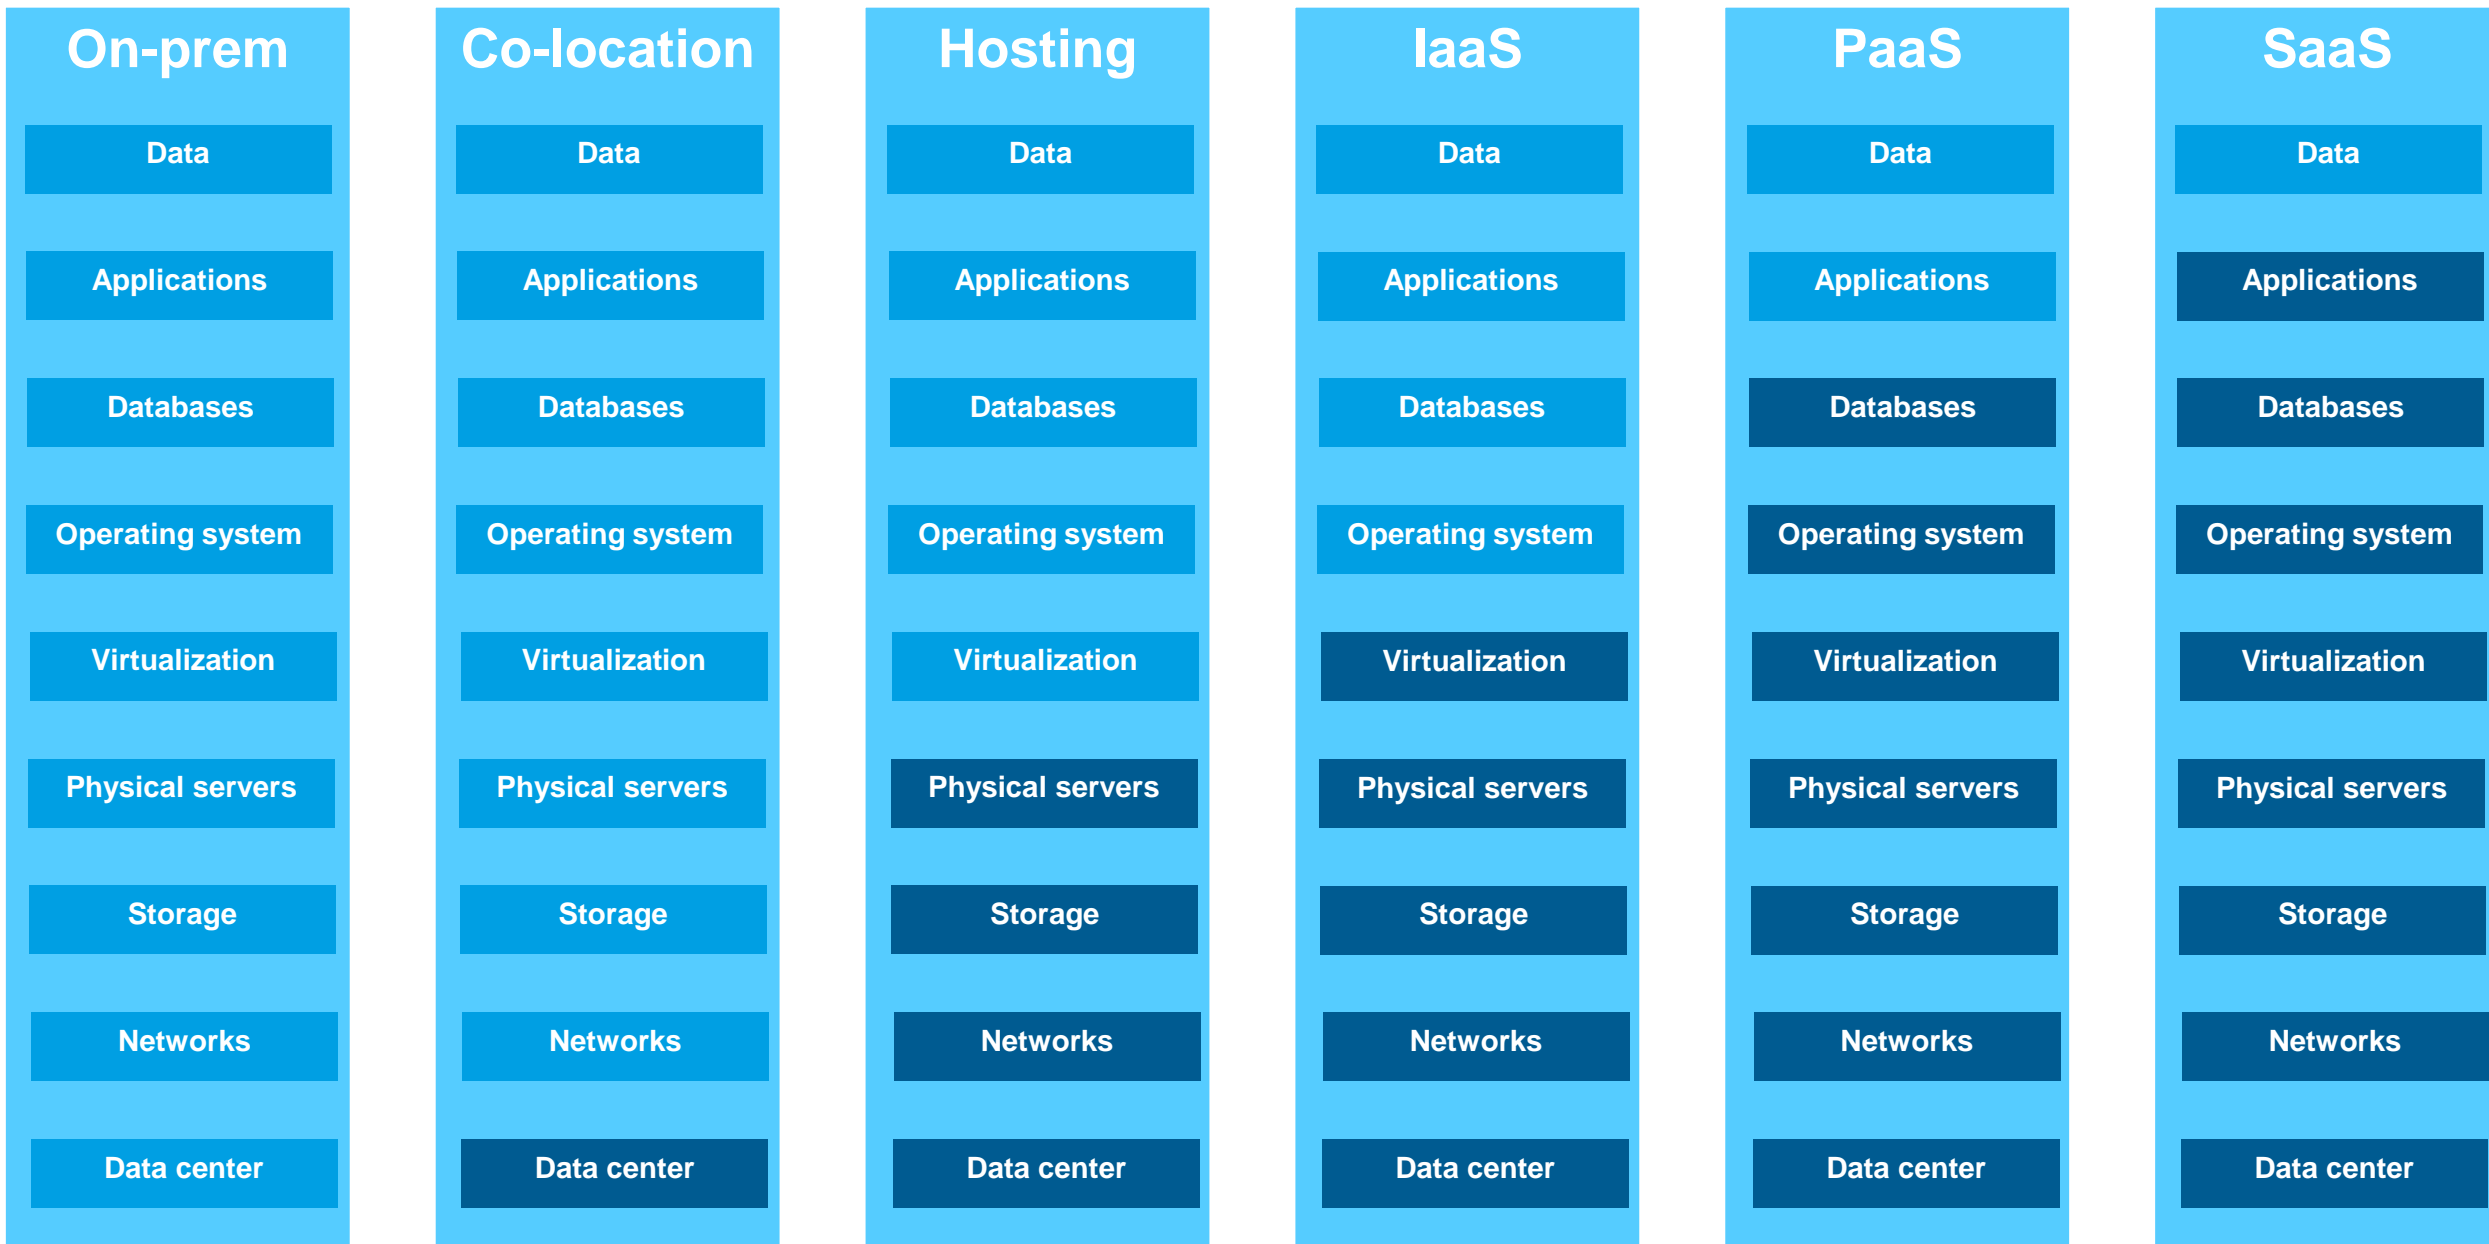 On-prem
Data
Applications
Databases
Operating system
Virtualization
Physical servers
Storage
Networks
Data center
Co-location
Data
Applications
Databases
Operating system
Virtualization
Physical servers
Storage
Networks
Data center
Hosting
Data
Applications
Databases
Operating system
Virtualization
Physical servers
Storage
Networks
Data center
IaaS
Data
Applications
Databases
Operating system
Virtualization
Physical servers
Storage
Networks
Data center
PaaS
Data
Applications
Databases
Operating system
Virtualization
Physical servers
Storage
Networks
Data center
SaaS
Data
Applications
Databases
Operating system
Virtualization
Physical servers
Storage
Networks
Data center